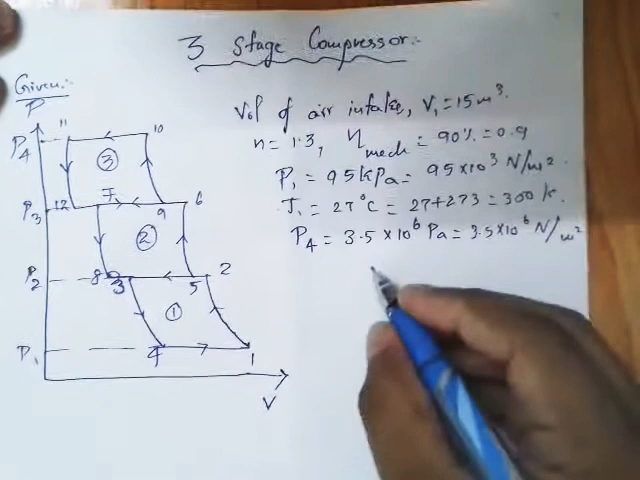 3 Stage Compressor:-
Given:-
Vol of air intake, V₁ = 15 m³.
n = 1.3, η mech = 90% = 0.9
P₁ = 95 kPa = 95 x 10³ N/m².
T₁ = 27°C = 27+273 = 300 k.
P₄ = 3.5 x 10⁶ Pa = 3.5 x 10⁶ N/m²
P
P₄ 11 10
③
P₃ 12 7 9 6
②
P₂ 8 3 5 2
①
P₁ 4 1
V